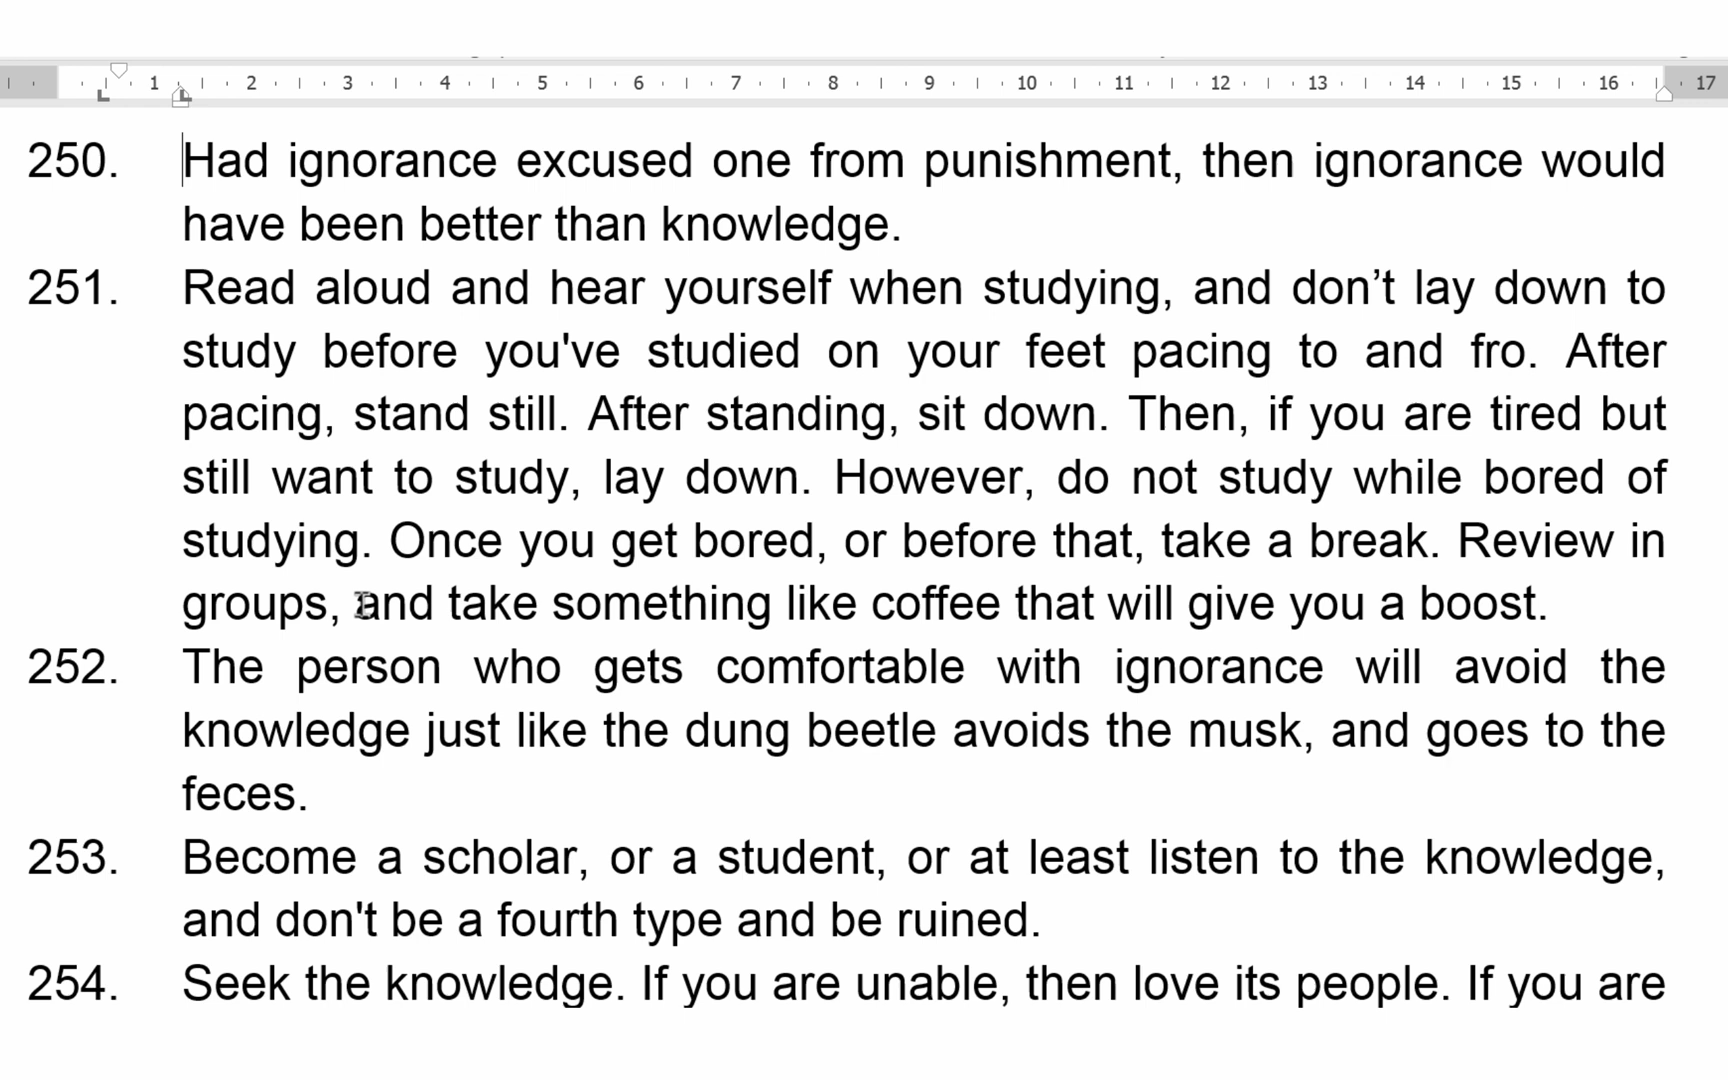 1 2 3 4 5 6 7 8 9 10 11 12 13 14 15 16 17
250. Had ignorance excused one from punishment, then ignorance would
have been better than knowledge.
251. Read aloud and hear yourself when studying, and don’t lay down to
study before you've studied on your feet pacing to and fro. After
pacing, stand still. After standing, sit down. Then, if you are tired but
still want to study, lay down. However, do not study while bored of
studying. Once you get bored, or before that, take a break. Review in
groups, and take something like coffee that will give you a boost.
252. The person who gets comfortable with ignorance will avoid the
knowledge just like the dung beetle avoids the musk, and goes to the
feces.
253. Become a scholar, or a student, or at least listen to the knowledge,
and don't be a fourth type and be ruined.
254. Seek the knowledge. If you are unable, then love its people. If you are